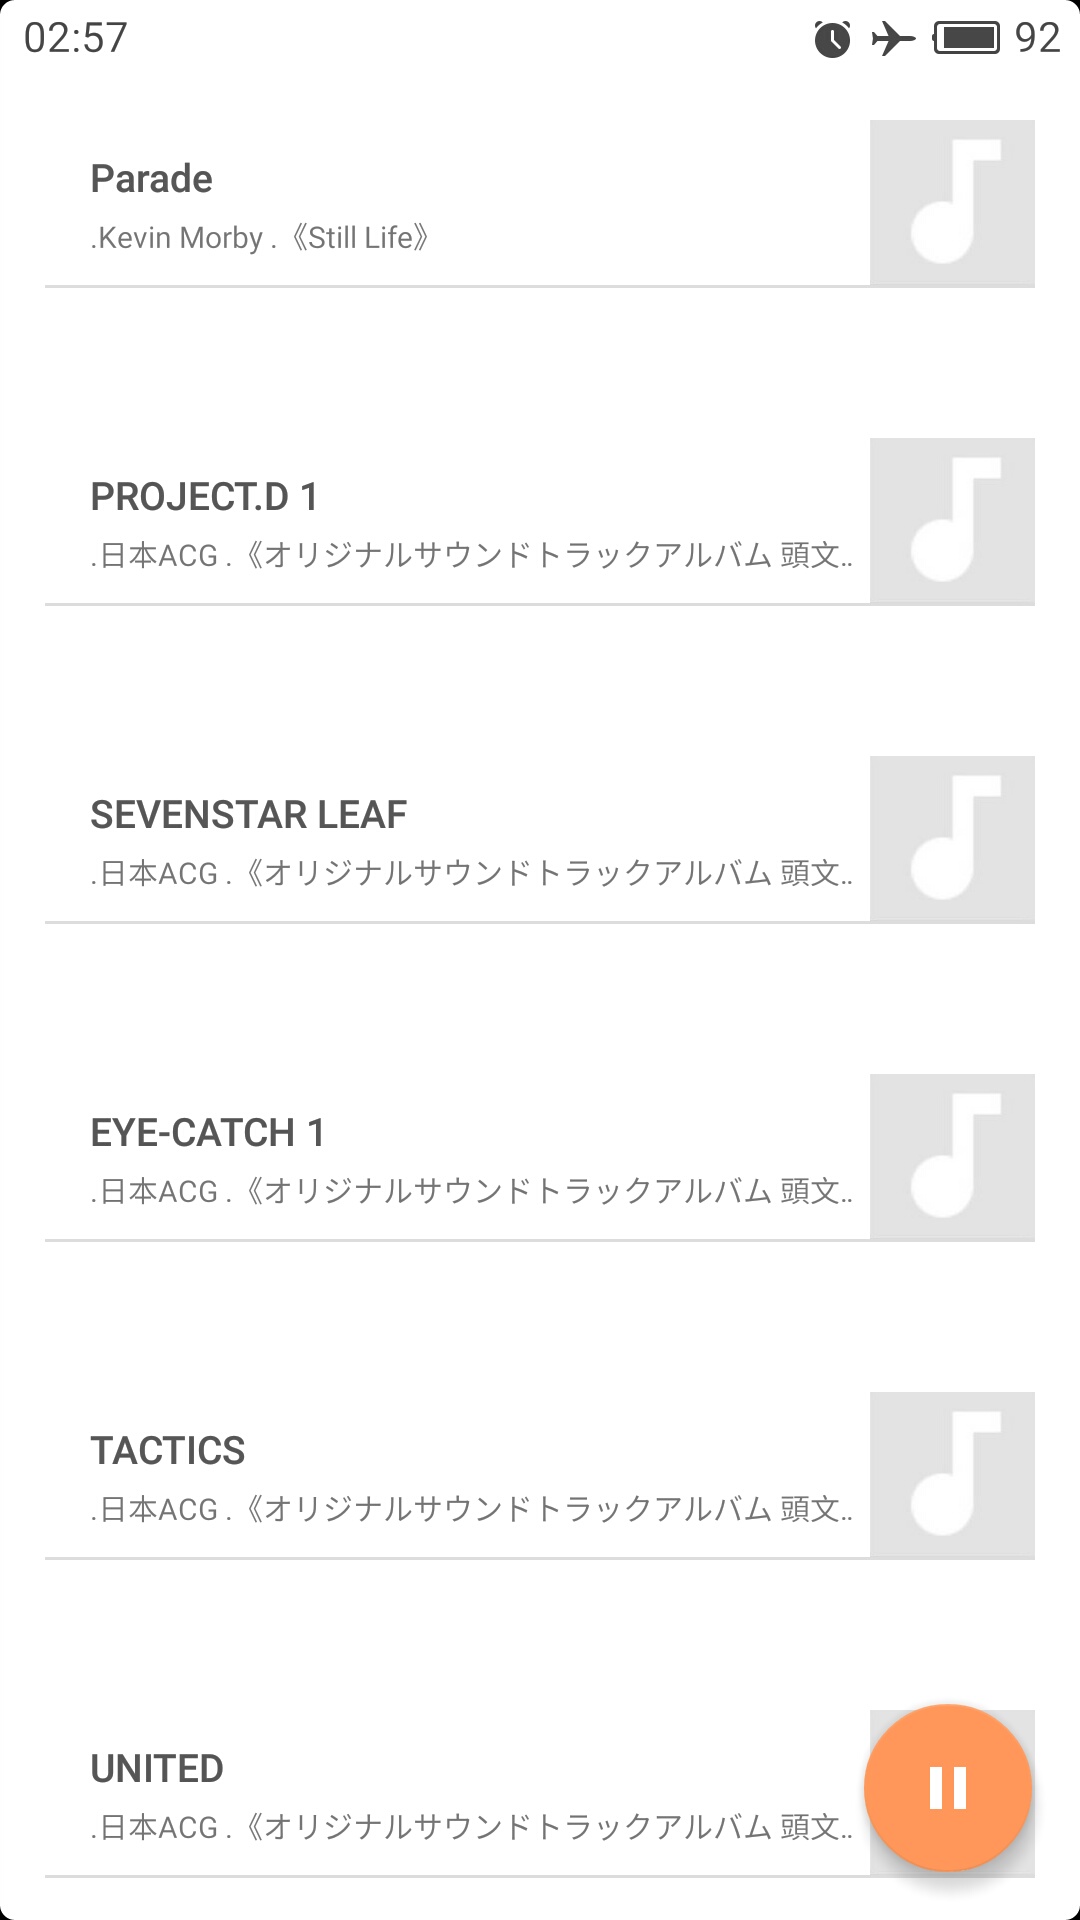 02:57
92
Parade
.Kevin Morby .《Still Life》
PROJECT.D 1
.日本ACG .《オリジナルサウンドトラックアルバム 頭文..
SEVENSTAR LEAF
.日本ACG .《オリジナルサウンドトラックアルバム 頭文..
EYE-CATCH 1
.日本ACG .《オリジナルサウンドトラックアルバム 頭文..
TACTICS
.日本ACG .《オリジナルサウンドトラックアルバム 頭文..
UNITED
.日本ACG .《オリジナルサウンドトラックアルバム 頭文..